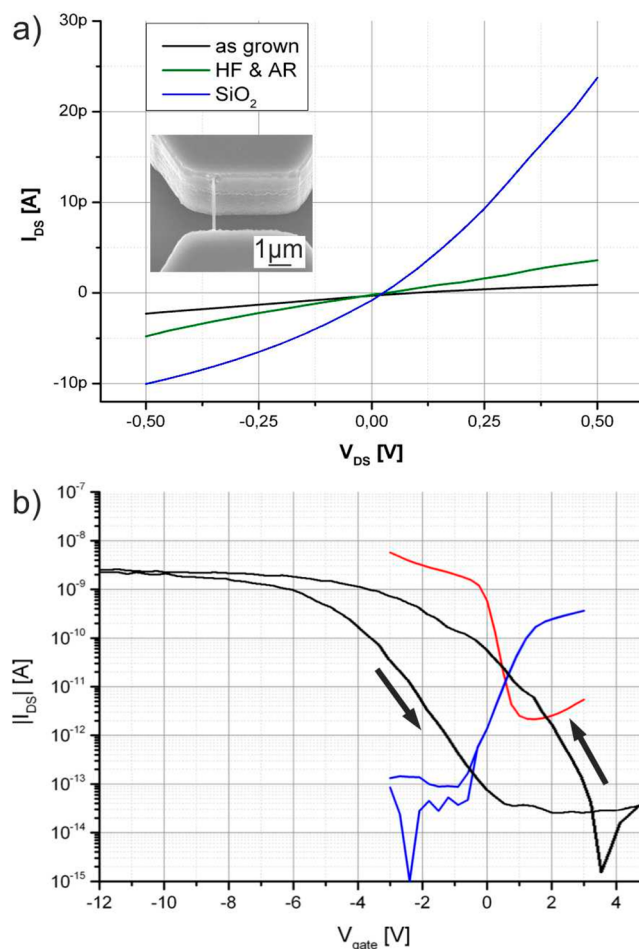 a)
30p
20p
10p
0
-10p
I_DS [A]
as grown
HF & AR
SiO₂
1µm
-0,50
-0,25
0,00
0,25
0,50
V_DS [V]
b)
10⁻⁷
10⁻⁸
10⁻⁹
10⁻¹⁰
10⁻¹¹
10⁻¹²
10⁻¹³
10⁻¹⁴
10⁻¹⁵
|I_DS| [A]
-12
-10
-8
-6
-4
-2
0
2
4
V_gate [V]